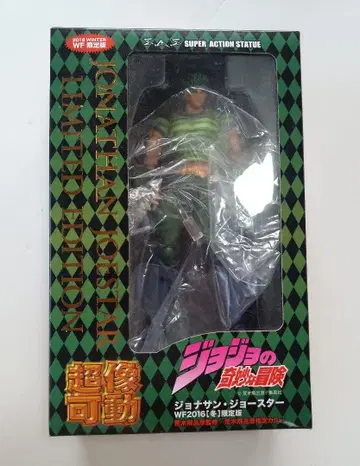 2016 WINTER
WF 限定版
S.A.S SUPER ACTION STATUE
JONATHAN JOESTAR
LIMITED EDITION
超像
可動
ジョジョの
奇妙な冒険
ジョナサン・ジョースター
WF2016【冬】限定版